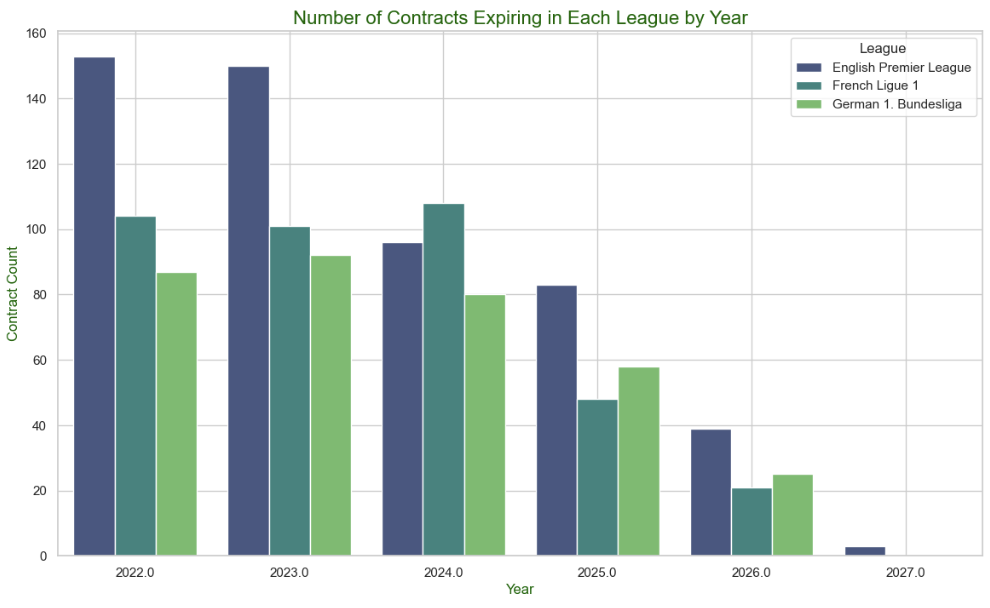 Number of Contracts Expiring in Each League by Year
League
English Premier League
French Ligue 1
German 1. Bundesliga
Contract Count
160
140
120
100
80
60
40
20
0
2022.0 2023.0 2024.0 2025.0 2026.0 2027.0
Year